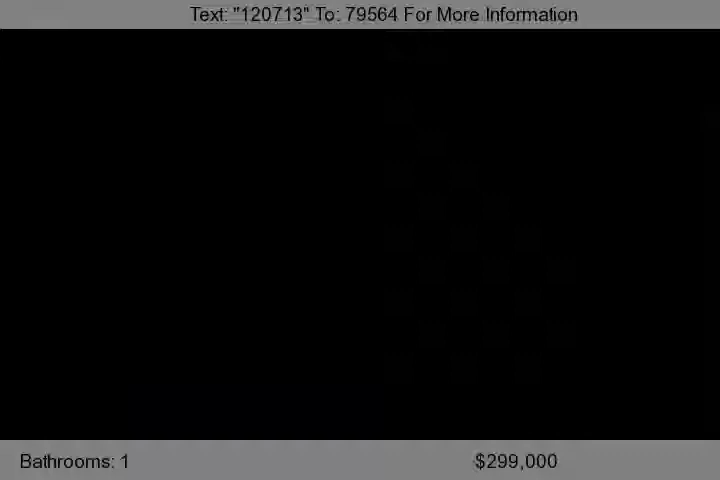 Text: "120713" To: 79564 For More Information
Bathrooms: 1 $299,000